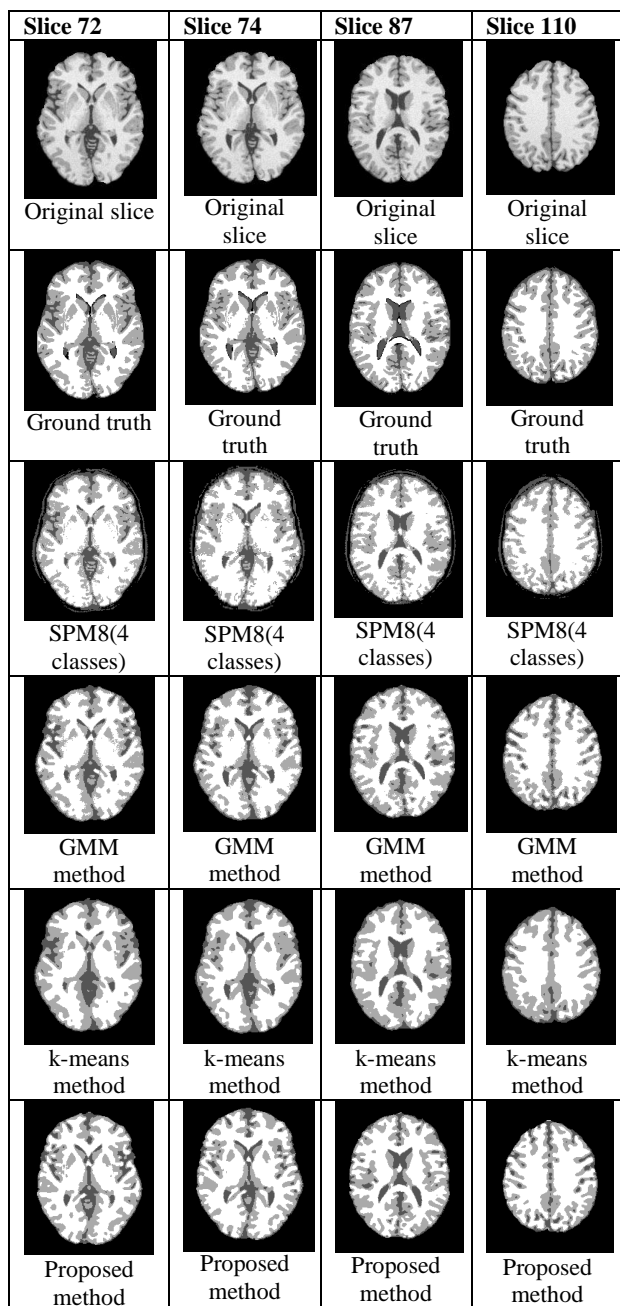 Slice 72 Slice 74 Slice 87 Slice 110
Original slice
Original
slice
Original
slice
Original
slice
Ground truth
Ground
truth
Ground
truth
Ground
truth
SPM8(4
classes)
SPM8(4
classes)
SPM8(4
classes)
SPM8(4
classes)
GMM
method
GMM
method
GMM
method
GMM
method
k-means
method
k-means
method
k-means
method
k-means
method
Proposed
method
Proposed
method
Proposed
method
Proposed
method